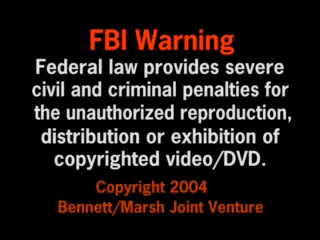 FBI Warning
Federal law provides severe
civil and criminal penalties for
the unauthorized reproduction,
distribution or exhibition of
copyrighted video/DVD.
Copyright 2004
Bennett/Marsh Joint Venture